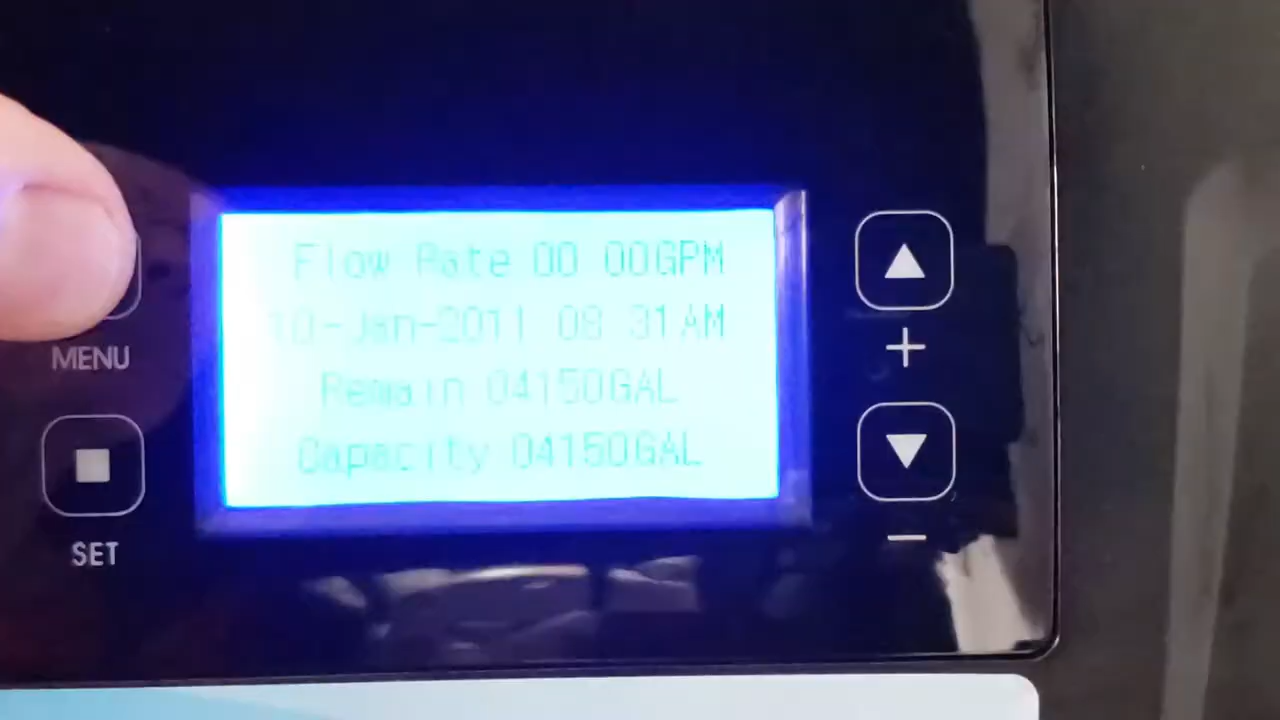 Flow Rate 00 00GPM
10-Jan-2011 08 31AM
Remain 04150GAL
Capacity 04150GAL
MENU
SET
+
−